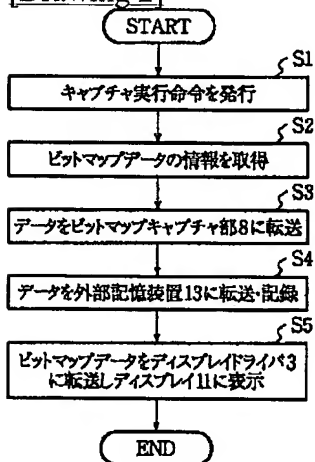 [Drawing 2]
START
S1
キャプチャ実行命令を発行
S2
ビットマップデータの情報を取得
S3
データをビットマップキャプチャ部8に転送
S4
データを外部記憶装置13に転送・記録
S5
ビットマップデータをディスプレイドライバ3
に転送しディスプレイ11に表示
END